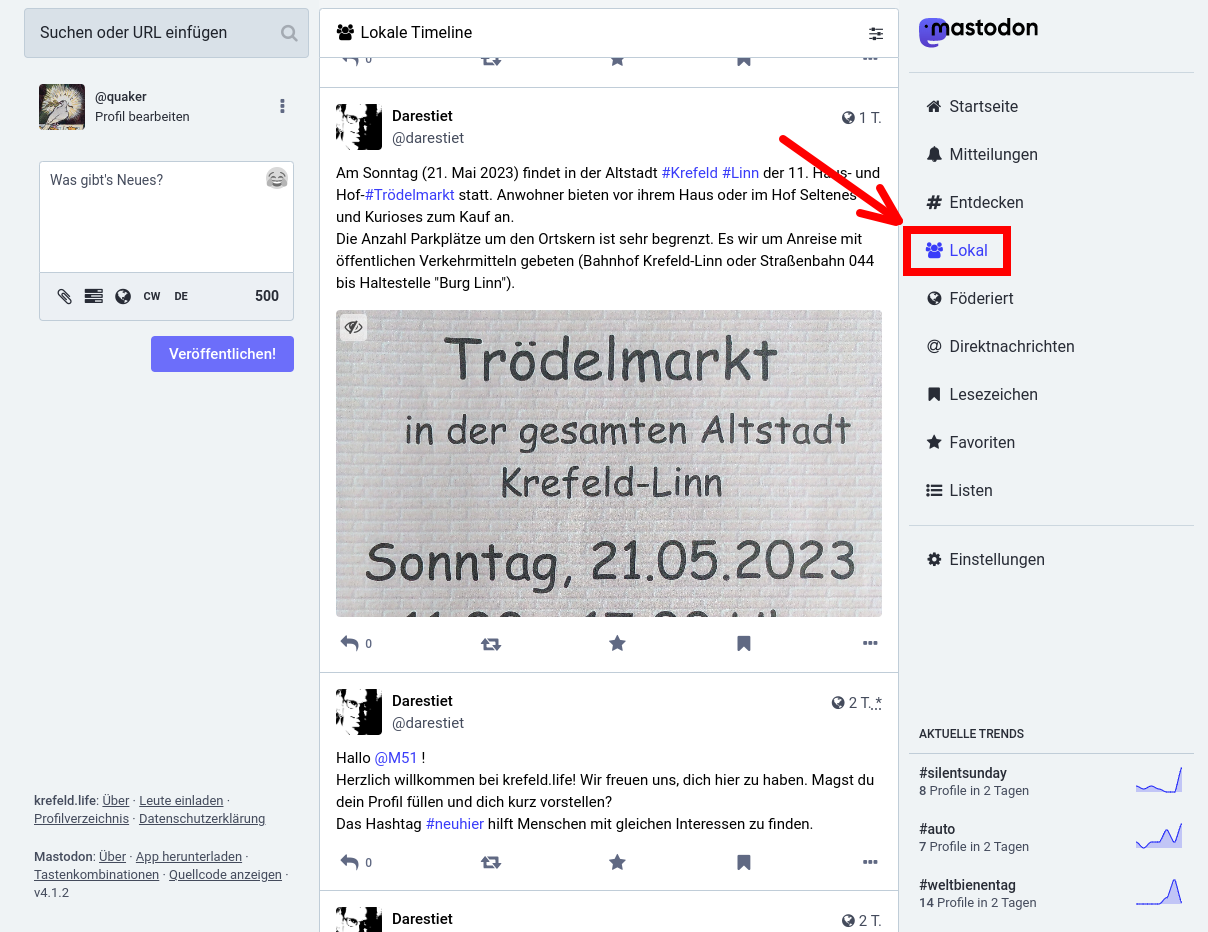 Suchen oder URL einfügen
@quaker
Profil bearbeiten
Was gibt's Neues?
CW DE 500
Veröffentlichen!
krefeld.life: Über · Leute einladen ·
Profilverzeichnis · Datenschutzerklärung
Mastodon: Über · App herunterladen ·
Tastenkombinationen · Quellcode anzeigen ·
v4.1.2
Lokale Timeline
0
Darestiet
1 T.
@darestiet
Am Sonntag (21. Mai 2023) findet in der Altstadt #Krefeld #Linn der 11. Haus- und
Hof-#Trödelmarkt statt. Anwohner bieten vor ihrem Haus oder im Hof Seltenes
und Kurioses zum Kauf an.
Die Anzahl Parkplätze um den Ortskern ist sehr begrenzt. Es wir um Anreise mit
öffentlichen Verkehrmitteln gebeten (Bahnhof Krefeld-Linn oder Straßenbahn 044
bis Haltestelle "Burg Linn").
Trödelmarkt
in der gesamten Altstadt
Krefeld-Linn
Sonntag, 21.05.2023
0
Darestiet
2 T. *
@darestiet
Hallo @M51 !
Herzlich willkommen bei krefeld.life! Wir freuen uns, dich hier zu haben. Magst du
dein Profil füllen und dich kurz vorstellen?
Das Hashtag #neuhier hilft Menschen mit gleichen Interessen zu finden.
0
Darestiet
2 T.
mastodon
Startseite
Mitteilungen
Entdecken
Lokal
Föderiert
Direktnachrichten
Lesezeichen
Favoriten
Listen
Einstellungen
AKTUELLE TRENDS
#silentsunday
8 Profile in 2 Tagen
#auto
7 Profile in 2 Tagen
#weltbienentag
14 Profile in 2 Tagen